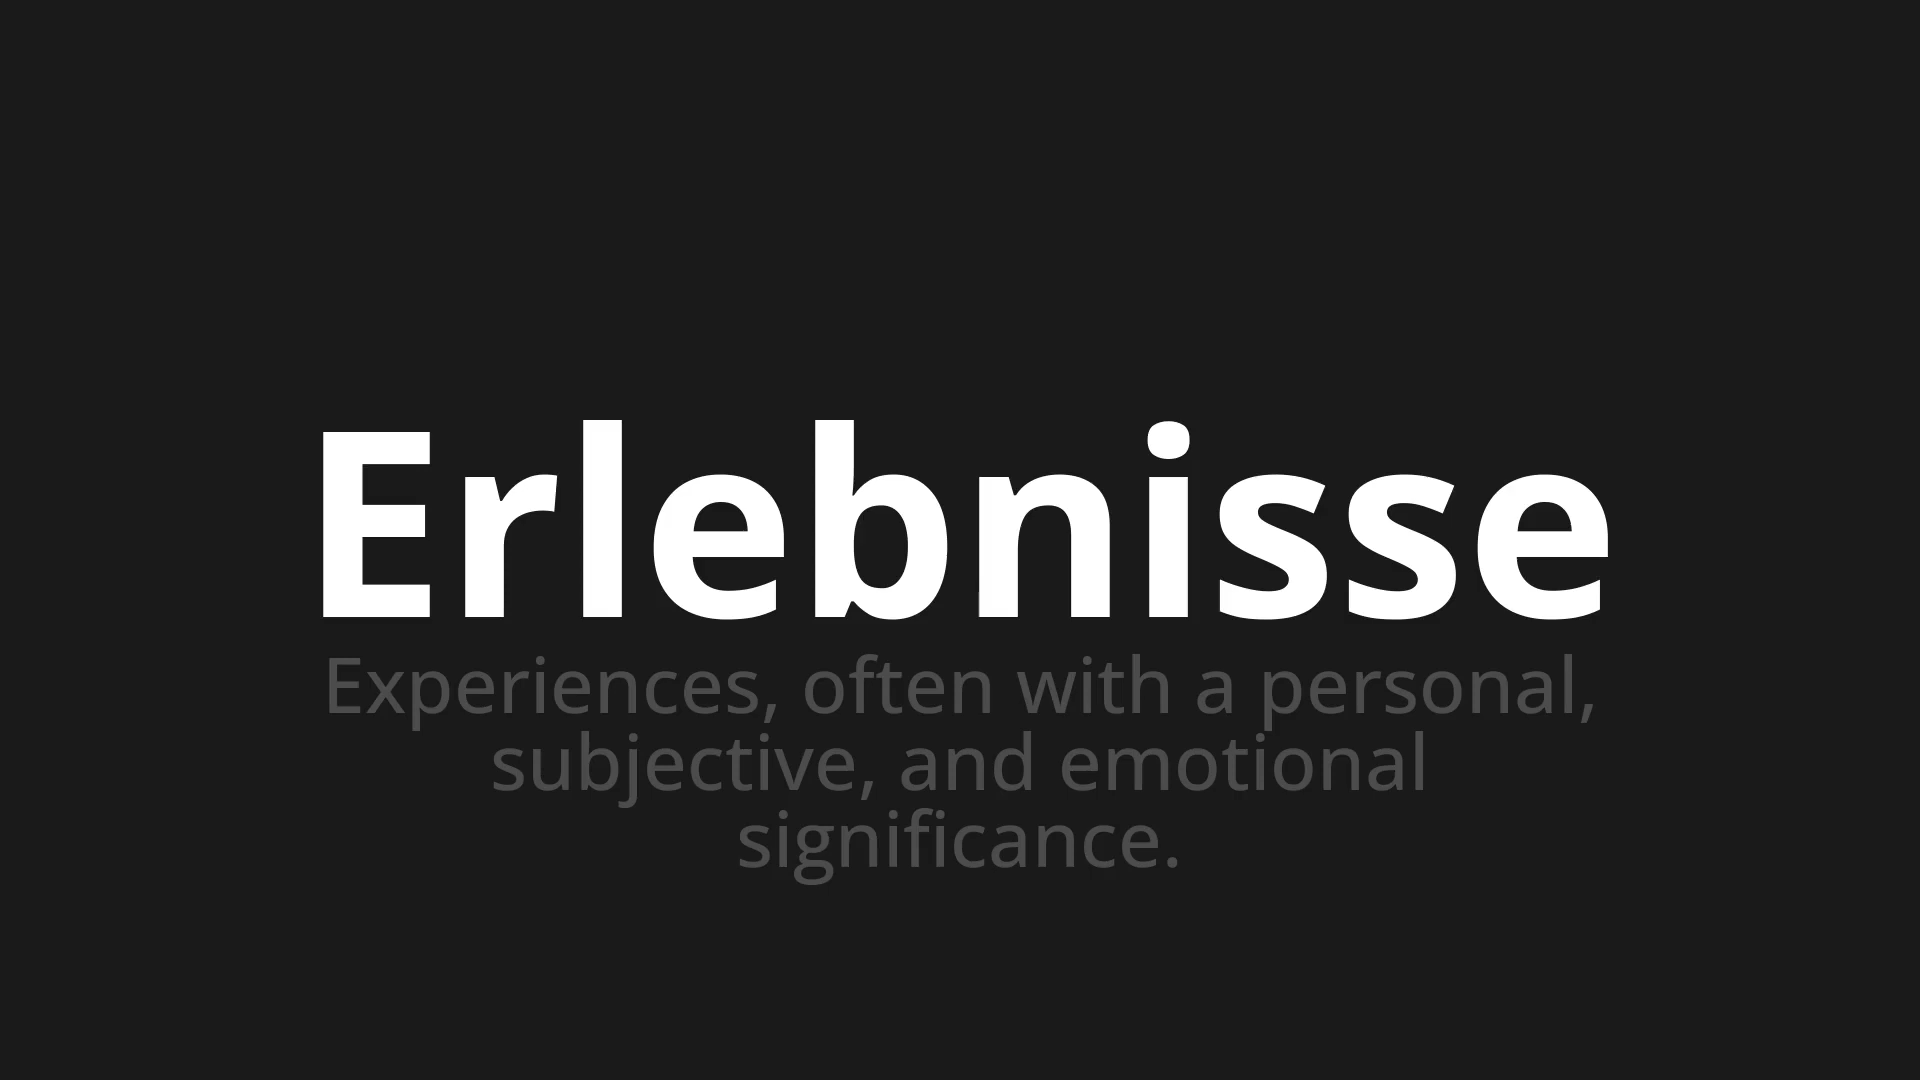 Erlebnisse
Experiences, often with a personal,
subjective, and emotional
significance.